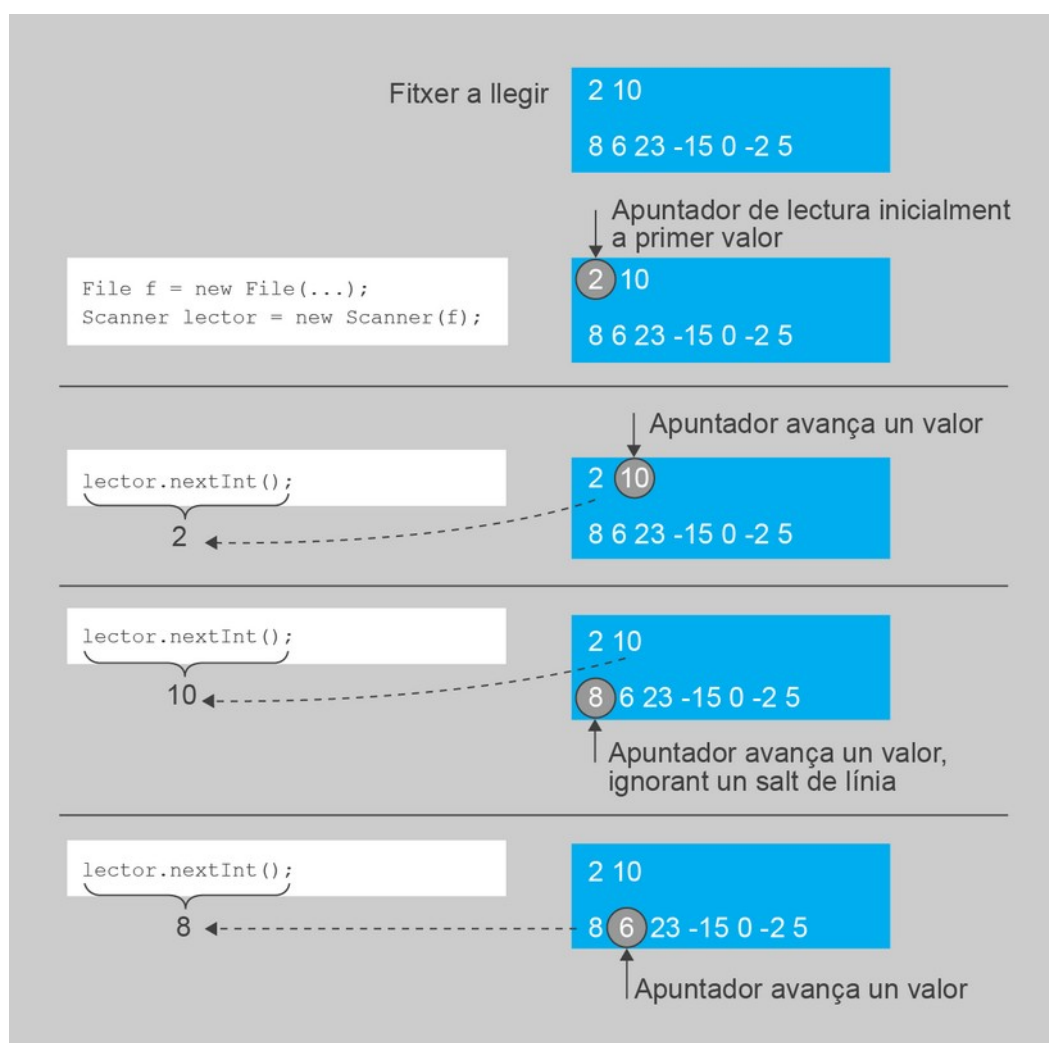 Fitxer a llegir
2 10
8 6 23 -15 0 -2 5
Apuntador de lectura inicialment
a primer valor
File f = new File(...);
Scanner lector = new Scanner(f);
2 10
8 6 23 -15 0 -2 5
Apuntador avança un valor
lector.nextInt();
2
2 10
8 6 23 -15 0 -2 5
lector.nextInt();
10
2 10
8 6 23 -15 0 -2 5
Apuntador avança un valor,
ignorant un salt de línia
lector.nextInt();
8
2 10
8 6 23 -15 0 -2 5
Apuntador avança un valor